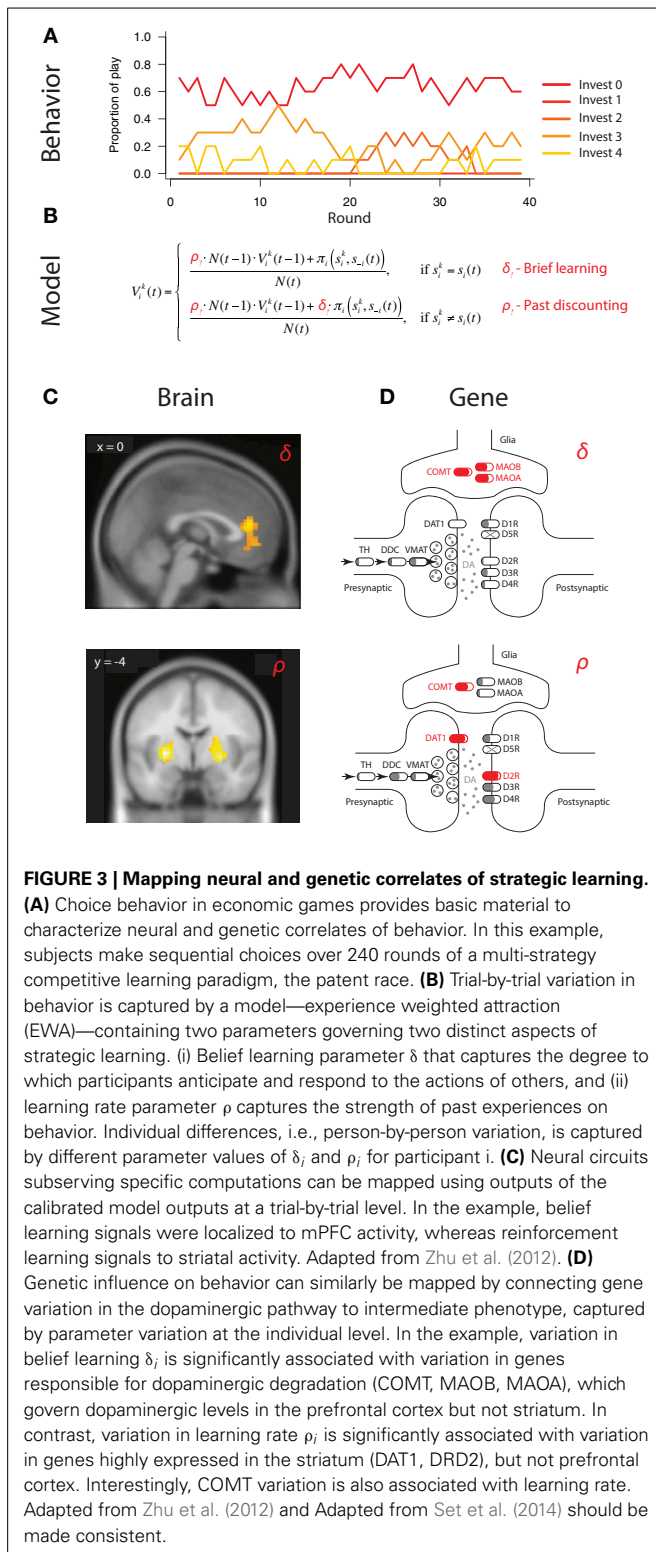 A
Behavior
Proportion of play
1.0
0.8
0.6
0.4
0.2
0.0
0 10 20 30 40
Round
Invest 0
Invest 1
Invest 2
Invest 3
Invest 4
B
Model
V_i^k(t) = { (ρ_i · N(t−1) · V_i^k(t−1) + π_i(s_i^k, s_{-i}(t))) / N(t), if s_i^k = s_i(t)
(ρ_i · N(t−1) · V_i^k(t−1) + δ_i · π_i(s_i^k, s_{-i}(t))) / N(t), if s_i^k ≠ s_i(t)
δ_i - Brief learning
ρ_i - Past discounting
C Brain
x = 0 δ
y = -4 ρ
D Gene
δ
Glia
COMT MAOB
MAOA
DAT1 D1R
D5R
TH DDC VMAT D2R
DA D3R
D4R
Presynaptic Postsynaptic
ρ
Glia
COMT MAOB
MAOA
DAT1 D1R
D5R
TH DDC VMAT D2R
DA D3R
D4R
Presynaptic Postsynaptic
FIGURE 3 | Mapping neural and genetic correlates of strategic learning.
(A) Choice behavior in economic games provides basic material to
characterize neural and genetic correlates of behavior. In this example,
subjects make sequential choices over 240 rounds of a multi-strategy
competitive learning paradigm, the patent race. (B) Trial-by-trial variation in
behavior is captured by a model—experience weighted attraction
(EWA)—containing two parameters governing two distinct aspects of
strategic learning. (i) Belief learning parameter δ that captures the degree to
which participants anticipate and respond to the actions of others, and (ii)
learning rate parameter ρ captures the strength of past experiences on
behavior. Individual differences, i.e., person-by-person variation, is captured
by different parameter values of δ_i and ρ_i for participant i. (C) Neural circuits
subserving specific computations can be mapped using outputs of the
calibrated model outputs at a trial-by-trial level. In the example, belief
learning signals were localized to mPFC activity, whereas reinforcement
learning signals to striatal activity. Adapted from Zhu et al. (2012). (D)
Genetic influence on behavior can similarly be mapped by connecting gene
variation in the dopaminergic pathway to intermediate phenotype, captured
by parameter variation at the individual level. In the example, variation in
belief learning δ_i is significantly associated with variation in genes
responsible for dopaminergic degradation (COMT, MAOB, MAOA), which
govern dopaminergic levels in the prefrontal cortex but not striatum. In
contrast, variation in learning rate ρ_i is significantly associated with variation
in genes highly expressed in the striatum (DAT1, DRD2), but not prefrontal
cortex. Interestingly, COMT variation is also associated with learning rate.
Adapted from Zhu et al. (2012) and Adapted from Set et al. (2014) should be
made consistent.